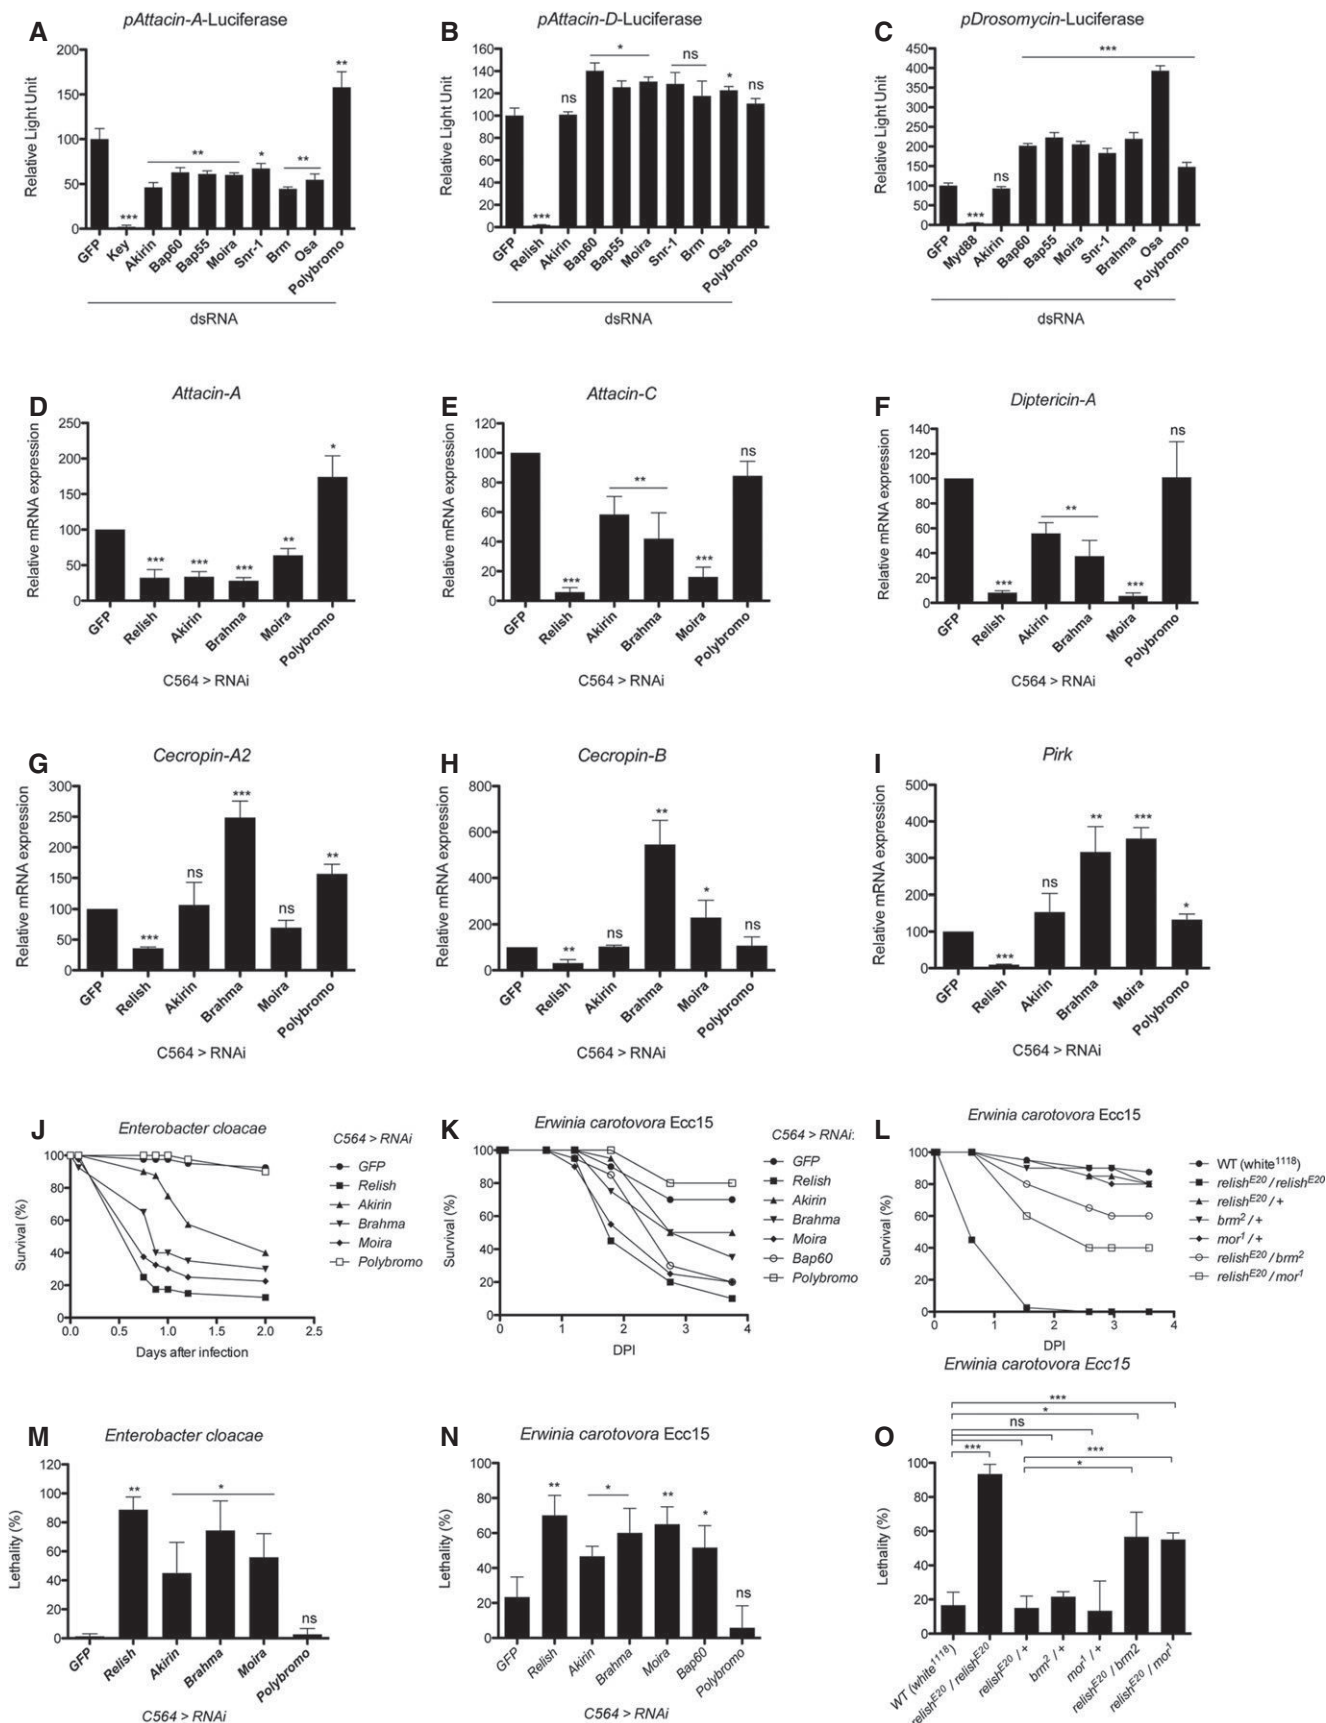 A
pAttacin-A-Luciferase
Relative Light Unit
200
150
100
50
0
**
***
**
*
**
GFP
Key
Akirin
Bap60
Bap55
Moira
Snr-1
Brm
Osa
Polybromo
dsRNA
B
pAttacin-D-Luciferase
Relative Light Unit
160
140
120
100
80
60
40
20
0
***
ns
*
ns
*
ns
GFP
Relish
Akirin
Bap60
Bap55
Moira
Snr-1
Brm
Osa
Polybromo
dsRNA
C
pDrosomycin-Luciferase
Relative Light Unit
450
400
350
300
250
200
150
100
50
0
***
ns
***
GFP
Myd88
Akirin
Bap60
Bap55
Moira
Snr-1
Brahma
Osa
Polybromo
dsRNA
D
Attacin-A
Relative mRNA expression
250
200
150
100
50
0
***
***
***
**
*
GFP
Relish
Akirin
Brahma
Moira
Polybromo
C564 > RNAi
E
Attacin-C
Relative mRNA expression
120
100
80
60
40
20
0
***
**
***
ns
GFP
Relish
Akirin
Brahma
Moira
Polybromo
C564 > RNAi
F
Diptericin-A
Relative mRNA expression
140
120
100
80
60
40
20
0
***
**
***
ns
GFP
Relish
Akirin
Brahma
Moira
Polybromo
C564 > RNAi
G
Cecropin-A2
Relative mRNA expression
300
250
200
150
100
50
0
***
ns
***
ns
**
GFP
Relish
Akirin
Brahma
Moira
Polybromo
C564 > RNAi
H
Cecropin-B
Relative mRNA expression
800
600
400
200
0
**
ns
**
*
ns
GFP
Relish
Akirin
Brahma
Moira
Polybromo
C564 > RNAi
I
Pirk
Relative mRNA expression
500
400
300
200
100
0
***
ns
**
***
*
GFP
Relish
Akirin
Brahma
Moira
Polybromo
C564 > RNAi
J
Enterobacter cloacae
Survival (%)
100
80
60
40
20
0
0.0
0.5
1.0
1.5
2.0
2.5
Days after infection
C564 > RNAi
GFP
Relish
Akirin
Brahma
Moira
Polybromo
K
Erwinia carotovora Ecc15
Survival (%)
100
80
60
40
20
0
0
1
2
3
4
DPI
C564 > RNAi:
GFP
Relish
Akirin
Brahma
Moira
Bap60
Polybromo
L
Erwinia carotovora Ecc15
Survival (%)
100
80
60
40
20
0
0
1
2
3
4
DPI
WT (white¹¹¹⁸)
relishᴱ²⁰ / relishᴱ²⁰
relishᴱ²⁰ / +
brm² / +
mor¹ / +
relishᴱ²⁰ / brm²
relishᴱ²⁰ / mor¹
M
Enterobacter cloacae
Lethality (%)
120
100
80
60
40
20
0
**
*
ns
GFP
Relish
Akirin
Brahma
Moira
Polybromo
C564 > RNAi
N
Erwinia carotovora Ecc15
Lethality (%)
100
80
60
40
20
0
**
*
**
*
ns
GFP
Relish
Akirin
Brahma
Moira
Bap60
Polybromo
C564 > RNAi
O
Erwinia carotovora Ecc15
Lethality (%)
100
80
60
40
20
0
***
*
ns
***
***
*
WT (white¹¹¹⁸)
relishᴱ²⁰ / relishᴱ²⁰
relishᴱ²⁰ / +
brm² / +
mor¹ / +
relishᴱ²⁰ / brm2
relishᴱ²⁰ / mor¹